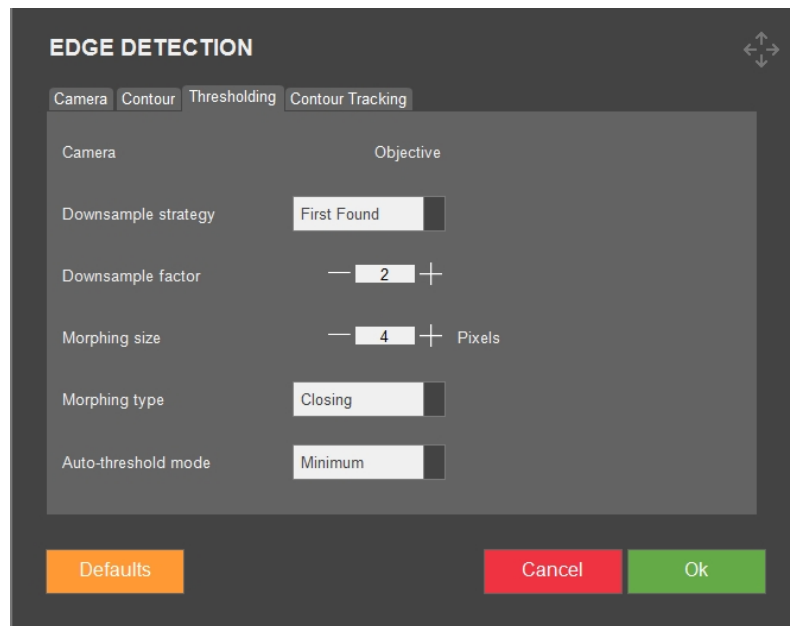 EDGE DETECTION
Camera Contour Thresholding Contour Tracking
Camera Objective
Downsample strategy First Found
Downsample factor 2
Morphing size 4 Pixels
Morphing type Closing
Auto-threshold mode Minimum
Defaults Cancel Ok